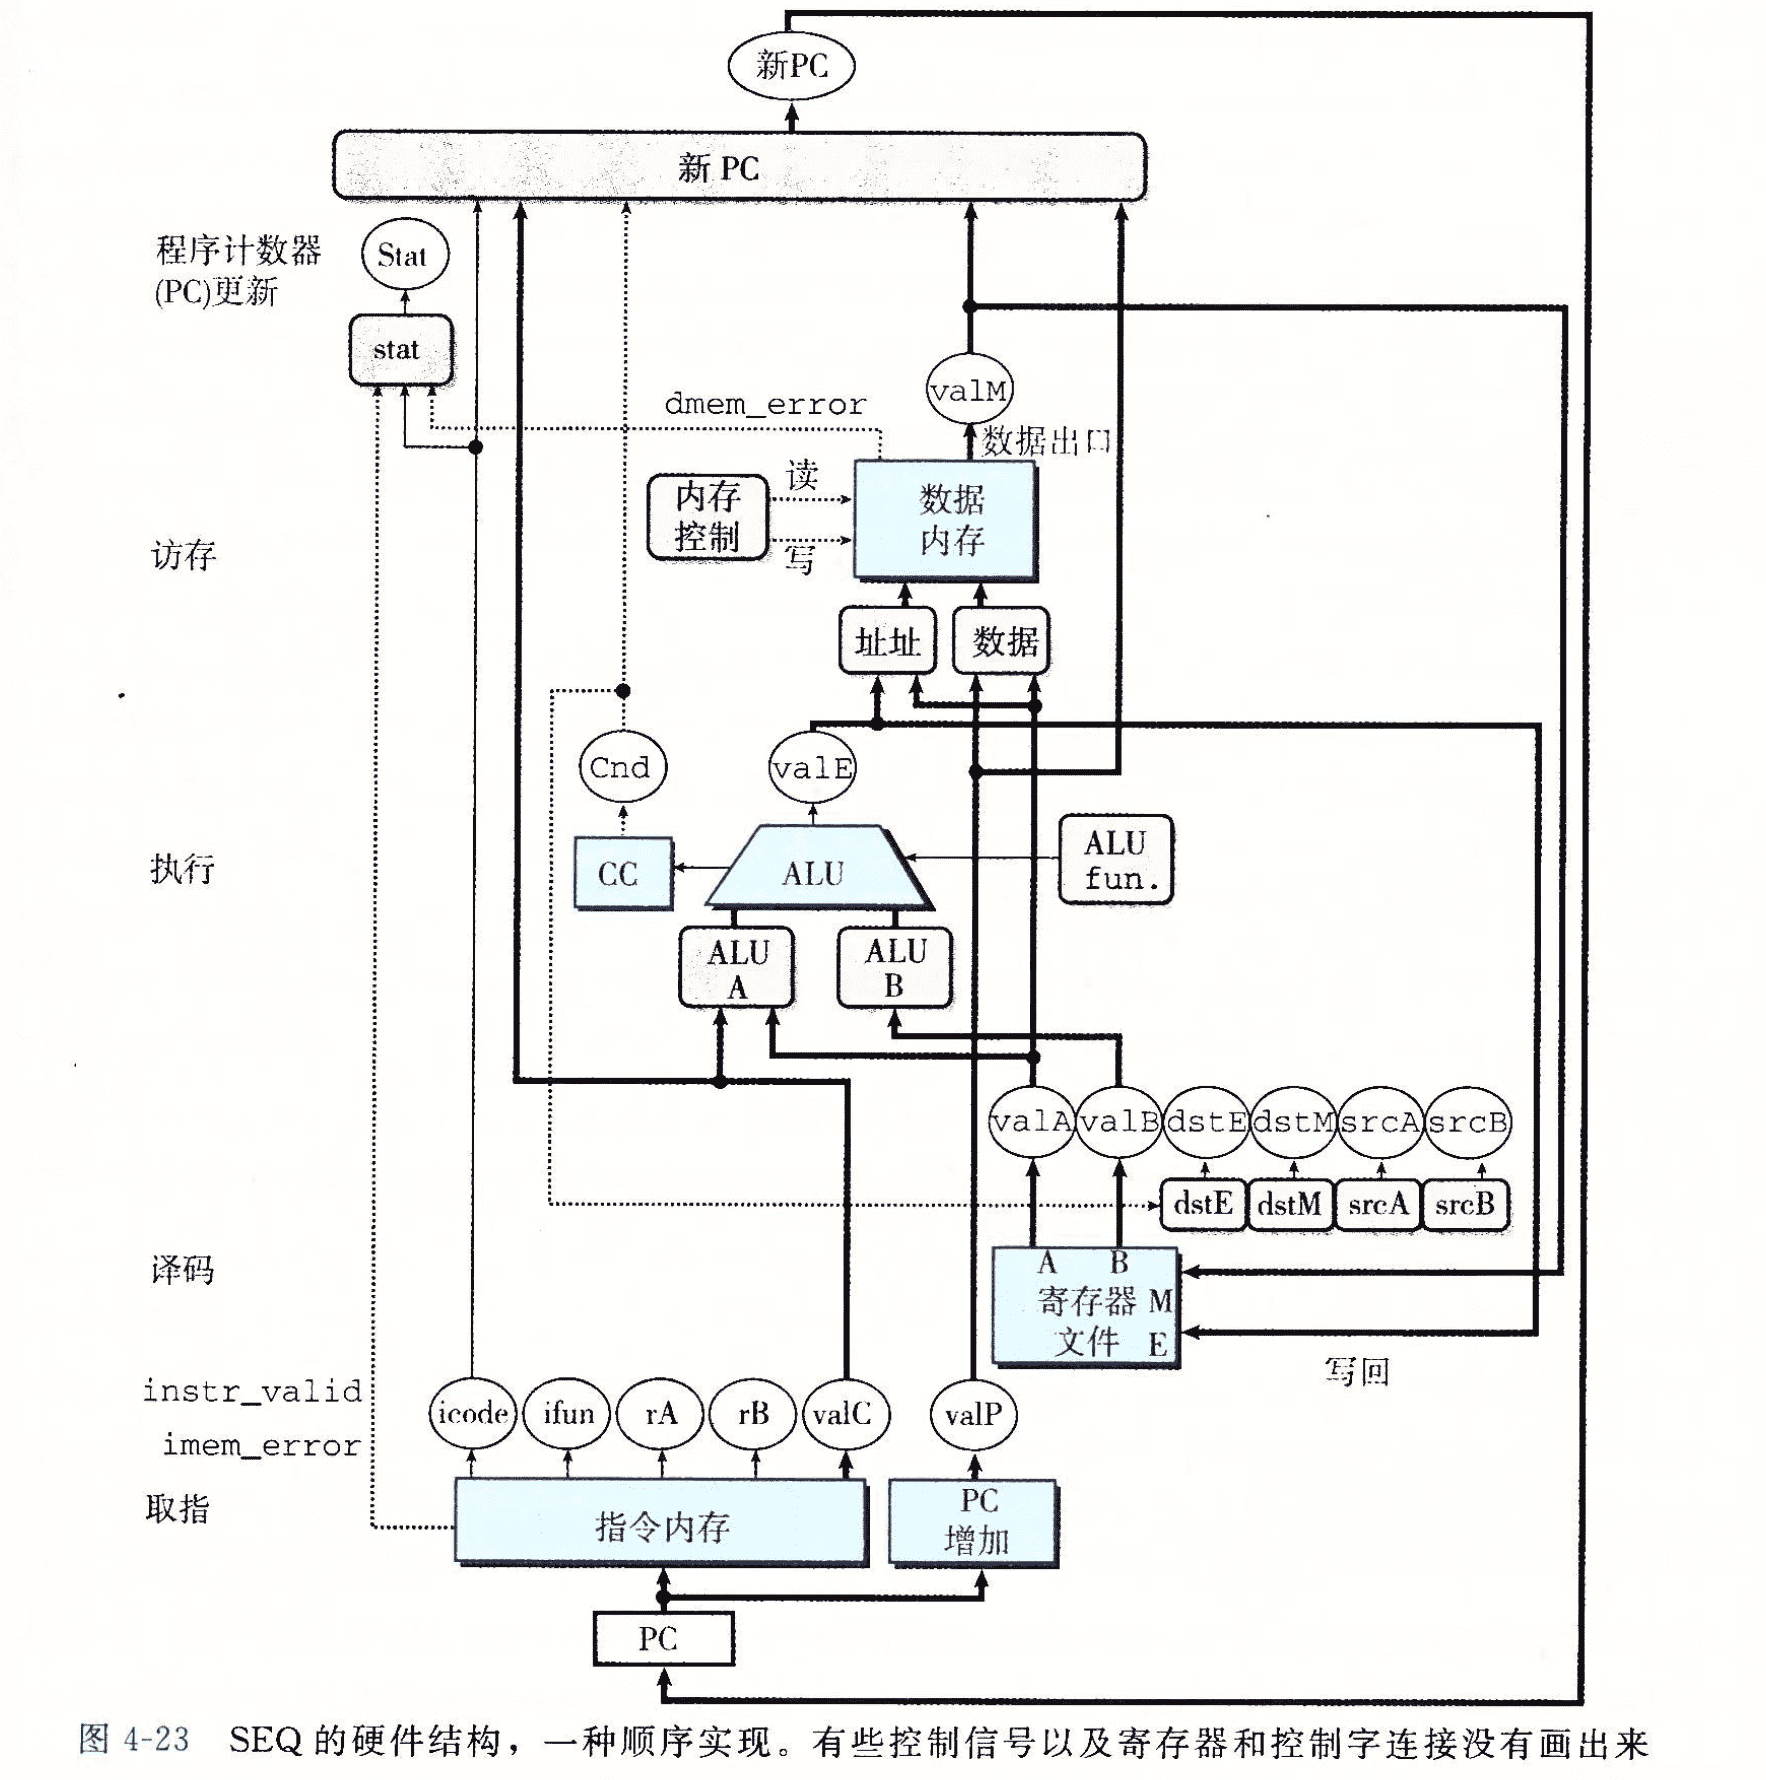 新PC
新 PC
程序计数器
(PC)更新
Stat
stat
valM
dmem_error
数据出口
内存
控制
读
写
数据
内存
访存
址址
数据
Cnd
valE
执行
CC
ALU
ALU
fun.
ALU
A
ALU
B
valA
valB
dstE
dstM
srcA
srcB
dstE
dstM
srcA
srcB
译码
A
B
寄存器
M
文件
E
写回
instr_valid
imem_error
icode
ifun
rA
rB
valC
valP
取指
指令内存
PC
增加
PC
图 4-23 SEQ 的硬件结构，一种顺序实现。有些控制信号以及寄存器和控制字连接没有画出来